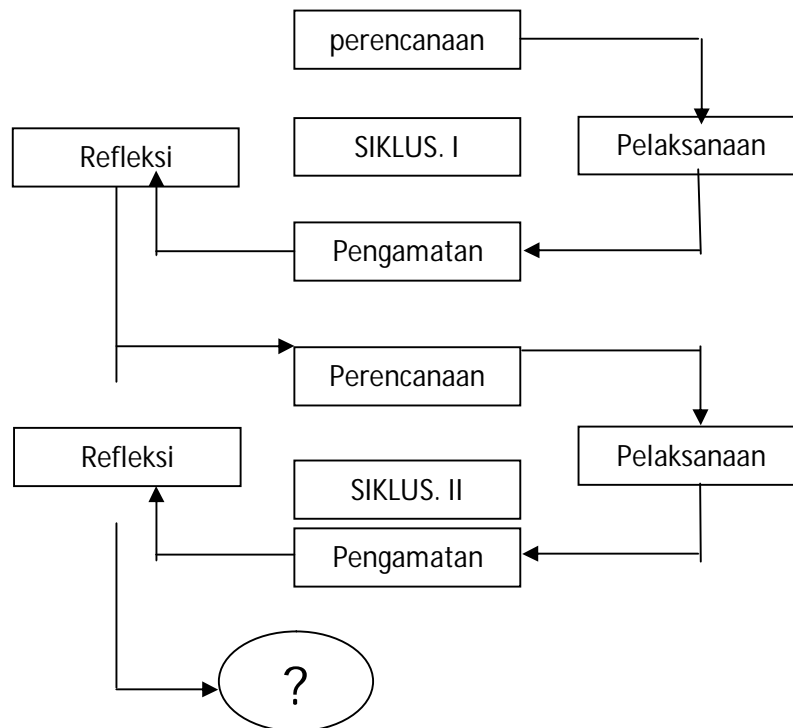 perencanaan
Refleksi
SIKLUS. I
Pelaksanaan
Pengamatan
Perencanaan
Refleksi
Pelaksanaan
SIKLUS. II
Pengamatan
?